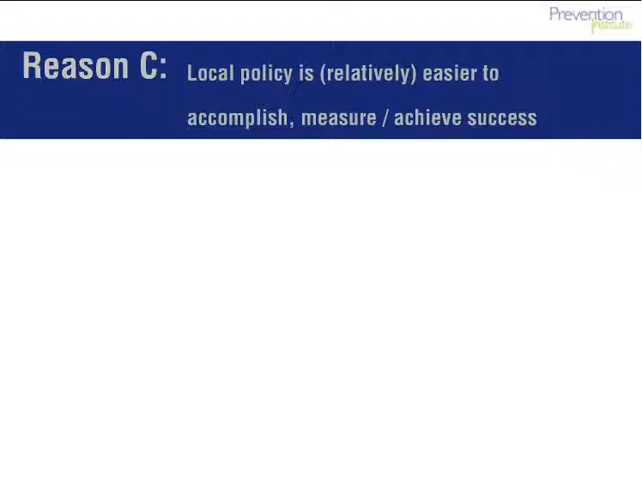 Prevention
Institute
Reason C: Local policy is (relatively) easier to
accomplish, measure / achieve success